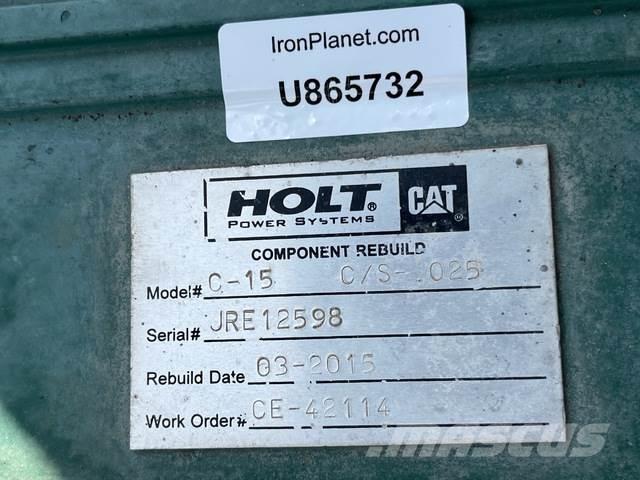 IronPlanet.com
U865732
HOLT® CAT®
POWER SYSTEMS
COMPONENT REBUILD
Model# C-15 C/S-.025
Serial# JRE12598
Rebuild Date 03-2015
Work Order# CE-42114
MASCUS